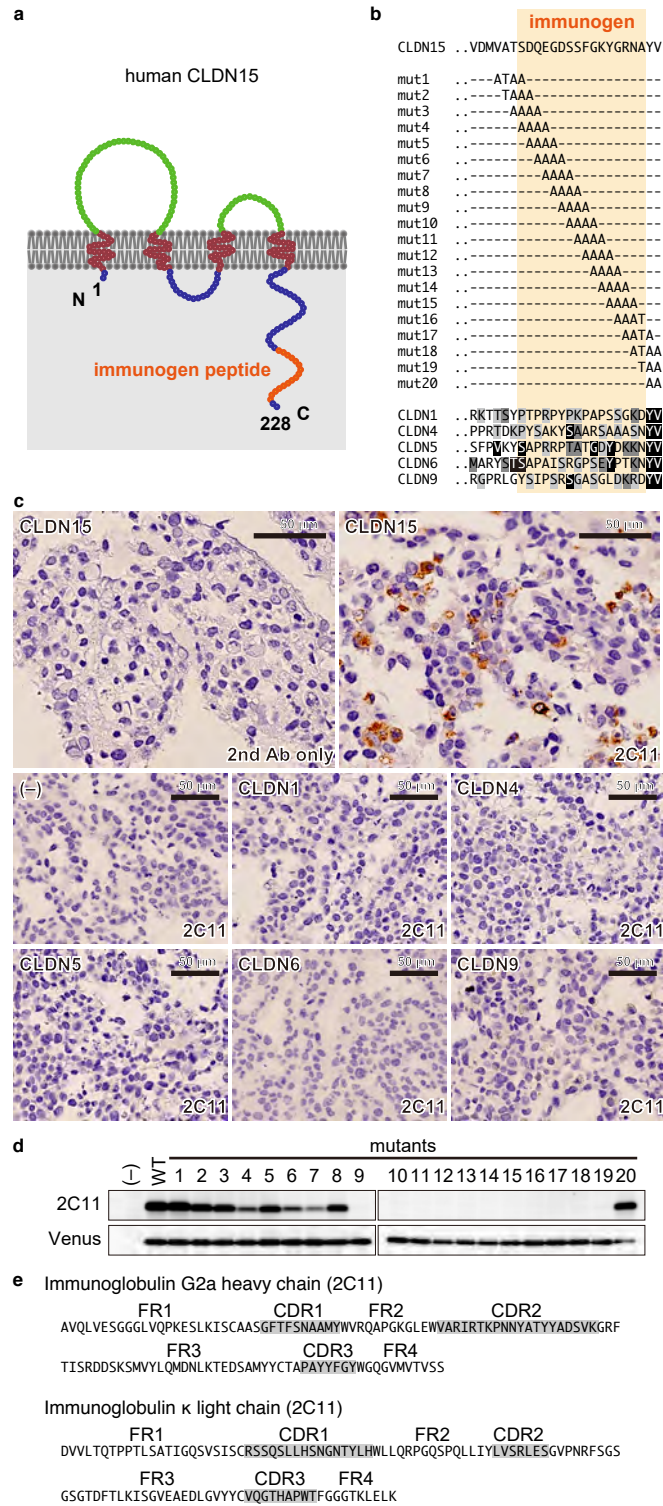 a
human CLDN15
N
1
immunogen peptide
228
C
b
immunogen
CLDN15 ..VDMVATSDQEGDSSFGKYGRNAYV
mut1 ..---ATAA-----------------
mut2 ..----TAAA----------------
mut3 ..-----AAAA---------------
mut4 ..------AAAA--------------
mut5 ..-------AAAA-------------
mut6 ..--------AAAA------------
mut7 ..---------AAAA-----------
mut8 ..----------AAAA----------
mut9 ..-----------AAAA---------
mut10 ..------------AAAA--------
mut11 ..-------------AAAA-------
mut12 ..--------------AAAA------
mut13 ..---------------AAAA-----
mut14 ..----------------AAAA----
mut15 ..-----------------AAAA---
mut16 ..------------------AAAT--
mut17 ..-------------------AATA-
mut18 ..--------------------ATAA
mut19 ..---------------------TAA
mut20 ..----------------------AA
CLDN1 ..RKTTSYPTPRPYPKPAPSSGKDYV
CLDN4 ..PPRTDKPYSAKYSAARSAAASNYV
CLDN5 ..SFPVKYSAPRRPTATGDYDKKNYV
CLDN6 ..MARYSTSAPAISRGPSEYPTKNYV
CLDN9 ..RGPRLGYSIPSRSGASGLDKRDYV
c
CLDN15 50 μm 2nd Ab only
CLDN15 50 μm 2C11
(–) 50 μm 2C11
CLDN1 50 μm 2C11
CLDN4 50 μm 2C11
CLDN5 50 μm 2C11
CLDN6 50 μm 2C11
CLDN9 50 μm 2C11
d
mutants
(–) WT 1 2 3 4 5 6 7 8 9 10 11 12 13 14 15 16 17 18 19 20
2C11
Venus
e
Immunoglobulin G2a heavy chain (2C11)
FR1 CDR1 FR2 CDR2
AVQLVESGGGLVQPKESLKISCAASGFTFSNAAMYWVRQAPGKGLEWVARIRTKPNNYATYYADSVKGRF
FR3 CDR3 FR4
TISRDDSKSMVYLQMDNLKTEDSAMYYCTAPAYYFGYWGQGVMVTVSS
Immunoglobulin κ light chain (2C11)
FR1 CDR1 FR2 CDR2
DVVLTQTPPTLSATIGQSVSISCRSSQSLLHSNGNTYLHWLLQRPGQSPQLLIYLVSRLESGVPNRFSGS
FR3 CDR3 FR4
GSGTDFTLKISGVEAEDLGVYYCVQGTHAPWTFGGGTKLELK